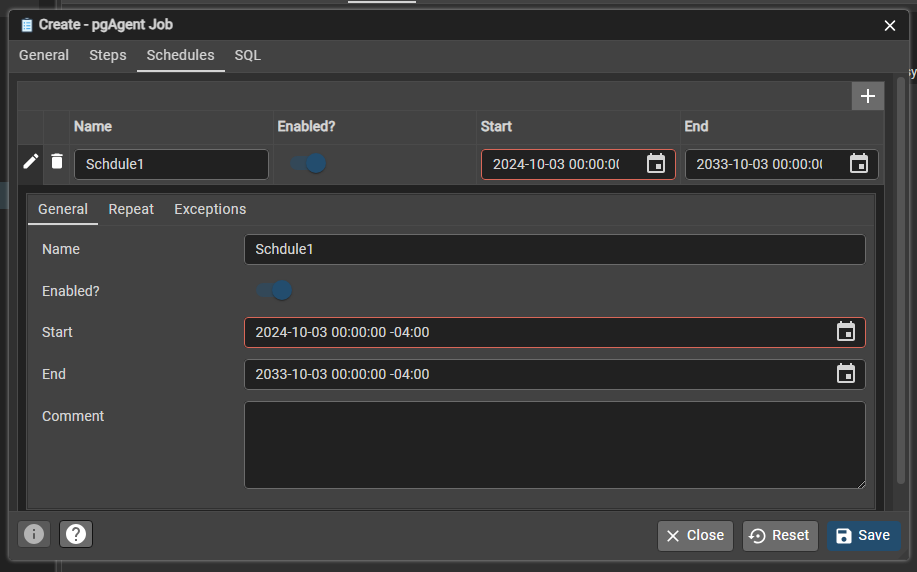 Create - pgAgent Job
General Steps Schedules SQL
Name Enabled? Start End
Schdule1 2024-10-03 00:00:00 2033-10-03 00:00:00
General Repeat Exceptions
Name Schdule1
Enabled?
Start 2024-10-03 00:00:00 -04:00
End 2033-10-03 00:00:00 -04:00
Comment
Close Reset Save